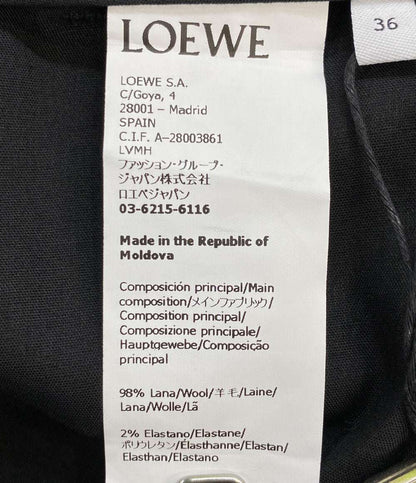 LOEWE
36
LOEWE S.A.
C/Goya, 4
28001 – Madrid
SPAIN
C.I.F. A–28003861
LVMH
ファッション・グループ・
ジャパン株式会社
ロエベジャパン
03-6215-6116
Made in the Republic of
Moldova
Composición principal/Main
composition/メインファブリック/
Composition principal/
Composizione principale/
Hauptgewebe/Composição
principal
98% Lana/Wool/羊毛/Laine/
Lana/Wolle/Lã
2% Elastano/Elastane/
ポリウレタン/Élasthanne/Elastan/
Elasthan/Elastano